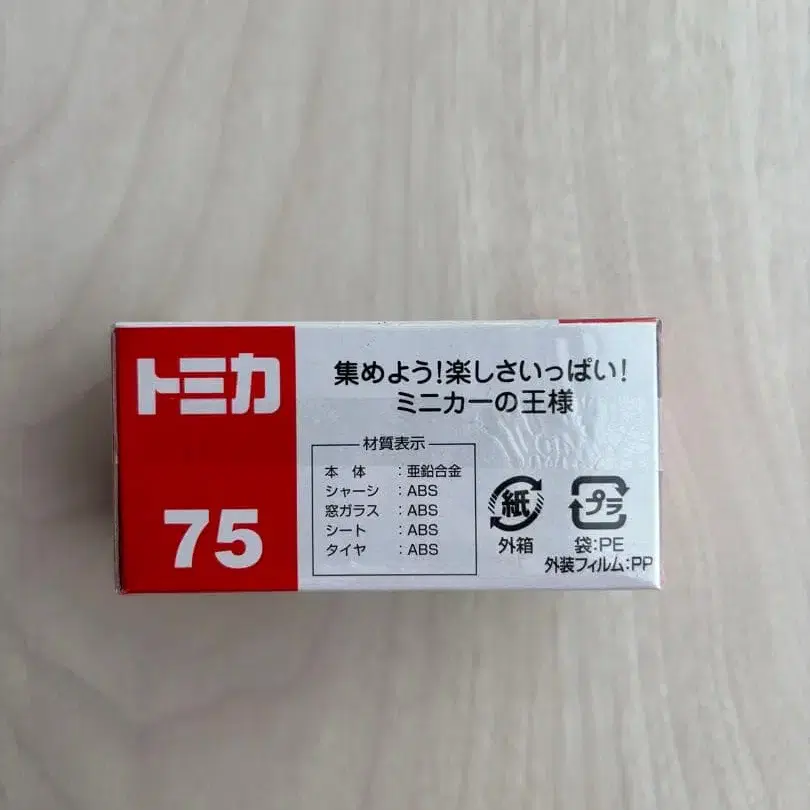 トミカ
75
集めよう!楽しさいっぱい!
ミニカーの王様
材質表示
本 体 :亜鉛合金
シャーシ :ABS
窓ガラス :ABS
シート :ABS
タイヤ :ABS
紙
外箱
プラ
袋:PE
外装フィルム:PP